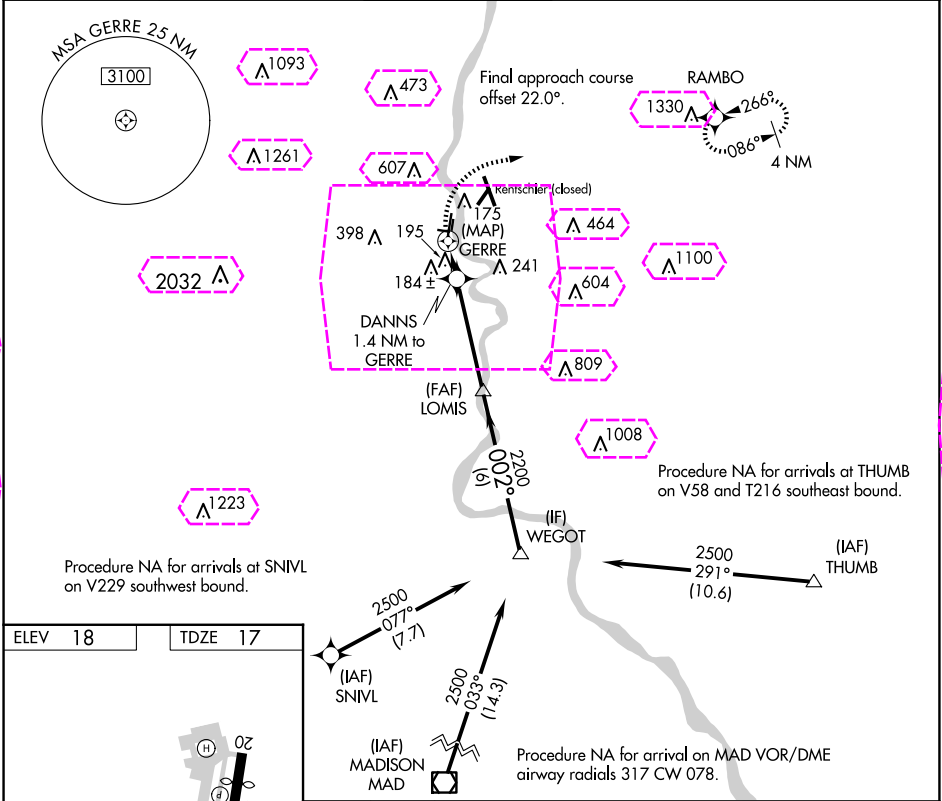 MSA GERRE 25 NM
3100
1093
473
Final approach course
offset 22.0°.
RAMBO
1330
266°
086°
4 NM
1261
607
Rentschler (closed)
175
(MAP)
GERRE
398
195
464
241
1100
2032
184 ±
604
DANNS
1.4 NM to
GERRE
809
(FAF)
LOMIS
1008
2200
002°
(6)
Procedure NA for arrivals at THUMB
on V58 and T216 southeast bound.
1223
(IF)
WEGOT
Procedure NA for arrivals at SNIVL
on V229 southwest bound.
2500
291°
(10.6)
(IAF)
THUMB
2500
077°
(7.7)
ELEV 18
TDZE 17
(IAF)
SNIVL
2500
033°
(14.3)
(IAF)
MADISON
MAD
Procedure NA for arrival on MAD VOR/DME
airway radials 317 CW 078.
H
20
P